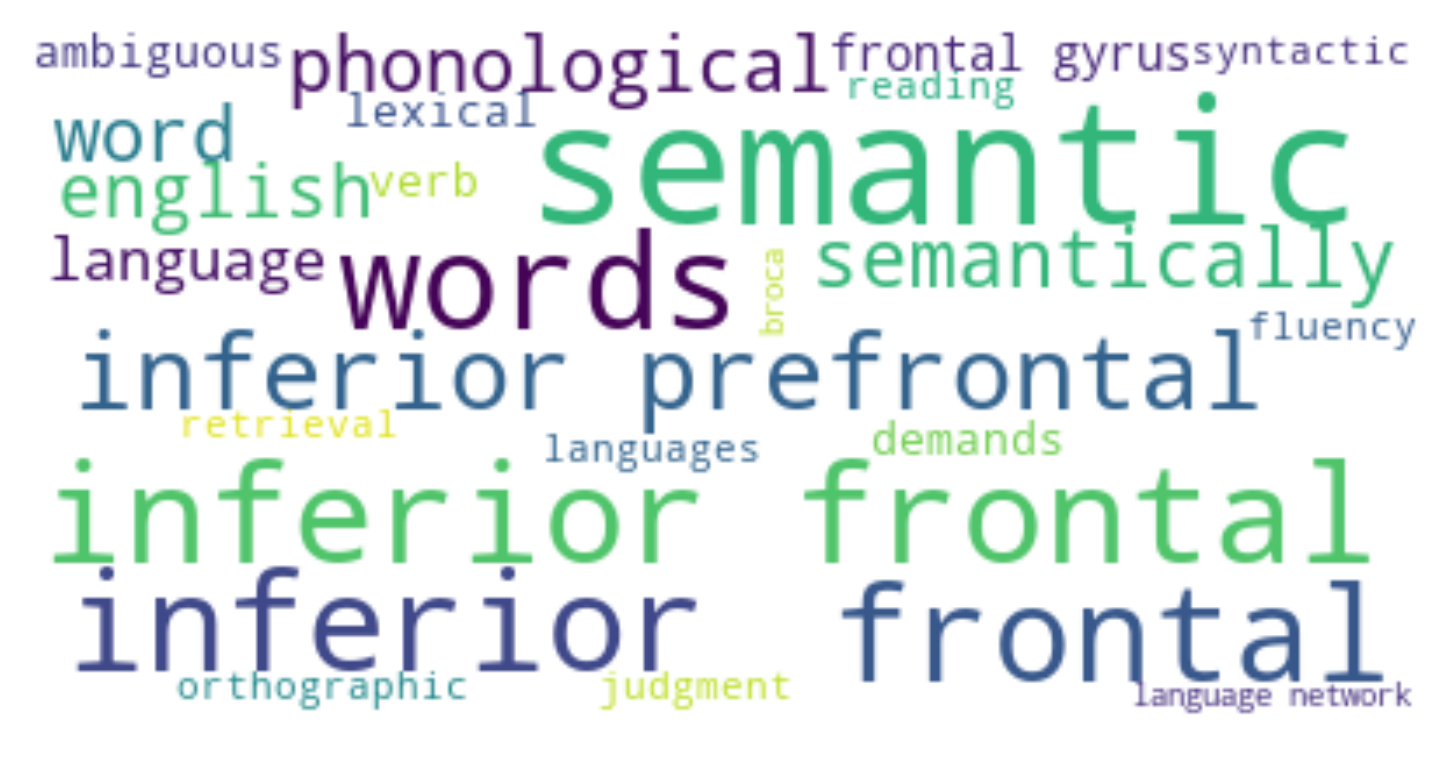 ambiguous phonological frontal gyrus syntactic
reading
lexical
word semantic
english verb
language words broca semantically
inferior prefrontal fluency
retrieval languages demands
inferior frontal
inferior frontal
orthographic judgment language network